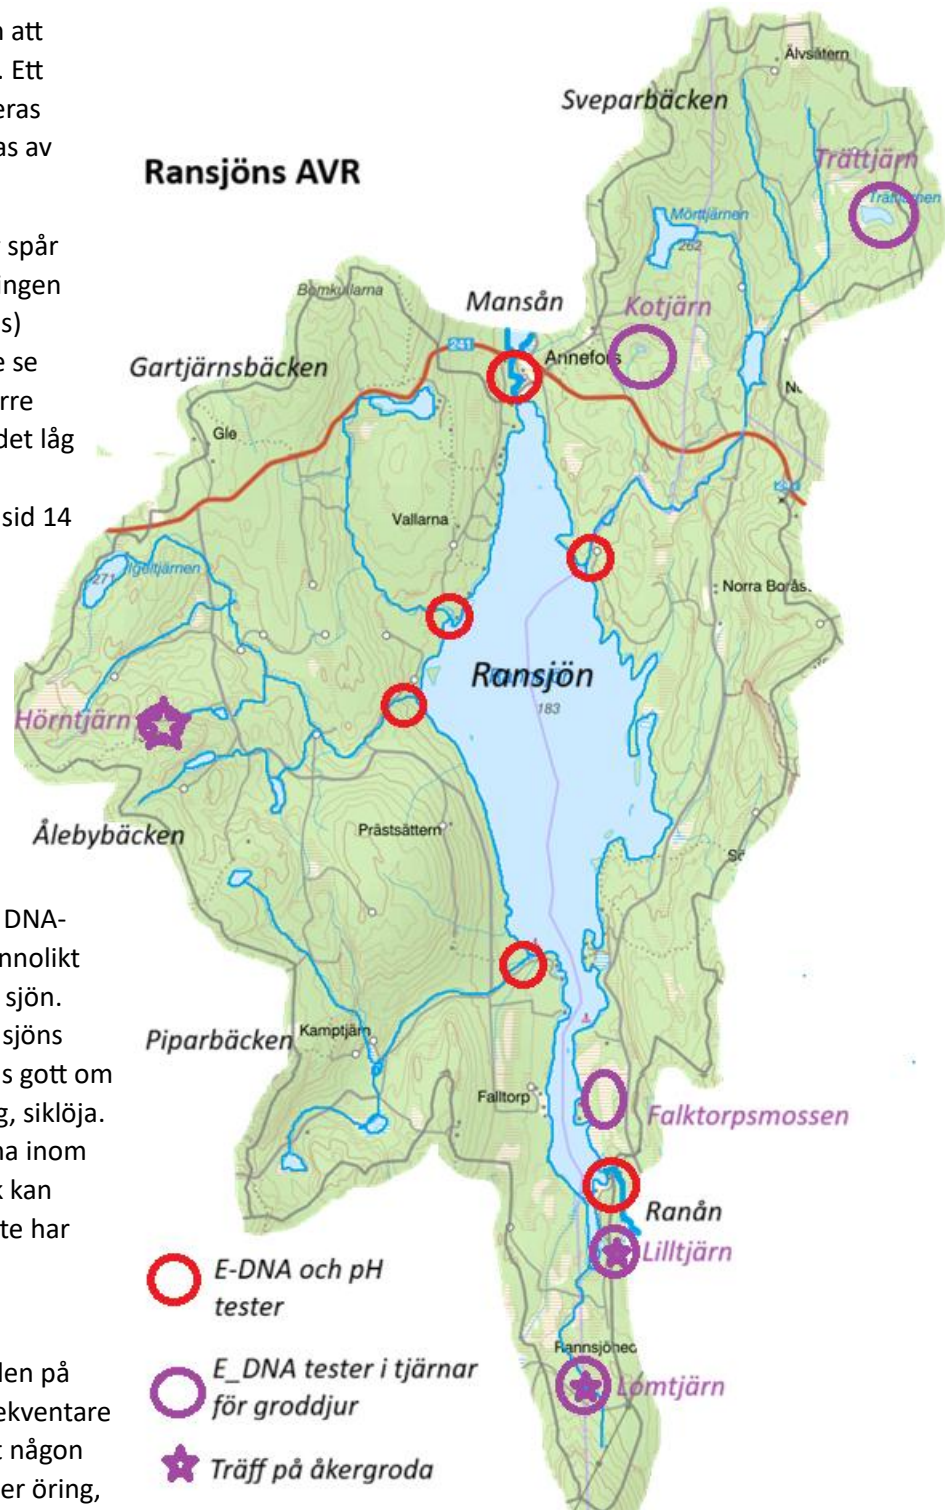 n att
. Ett
eras
as av
spår
ingen
s)
e se
rre
det låg
sid 14
DNA-
nnolikt
sjön.
sjöns
s gott om
g, siklöja.
na inom
k kan
te har
den på
ekventare
t någon
er öring,
Ransjöns AVR
Älvsätern
Sveparbäcken
Trättjärn
Mörttjärnen
262
Bomkullarna
Mansån
Kotjärn
241
Annefors
Gartjärnsbäcken
Gle
Vallarna
271
Igeltjärnen
Norra Borås.
Ransjön
183
Hörntjärn
Ålebybäcken
Prästsättern
Sö
Piparbäcken
Kamptjärn
Falltorp
Falktorpsmossen
Ranån
Lilltjärn
Lomtjärn
E-DNA och pH
tester
E_DNA tester i tjärnar
för groddjur
Träff på åkergroda